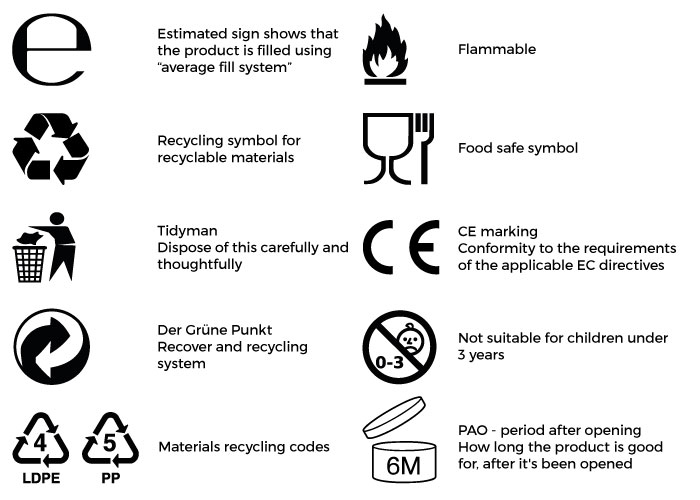 Estimated sign shows that
the product is filled using
“average fill system”
Flammable
Recycling symbol for
recyclable materials
Food safe symbol
Tidyman
Dispose of this carefully and
thoughtfully
CE
CE marking
Conformity to the requirements
of the applicable EC directives
Der Grüne Punkt
Recover and recycling
system
0-3
Not suitable for children under
3 years
4
LDPE
5
PP
Materials recycling codes
6M
PAO - period after opening
How long the product is good
for, after it's been opened